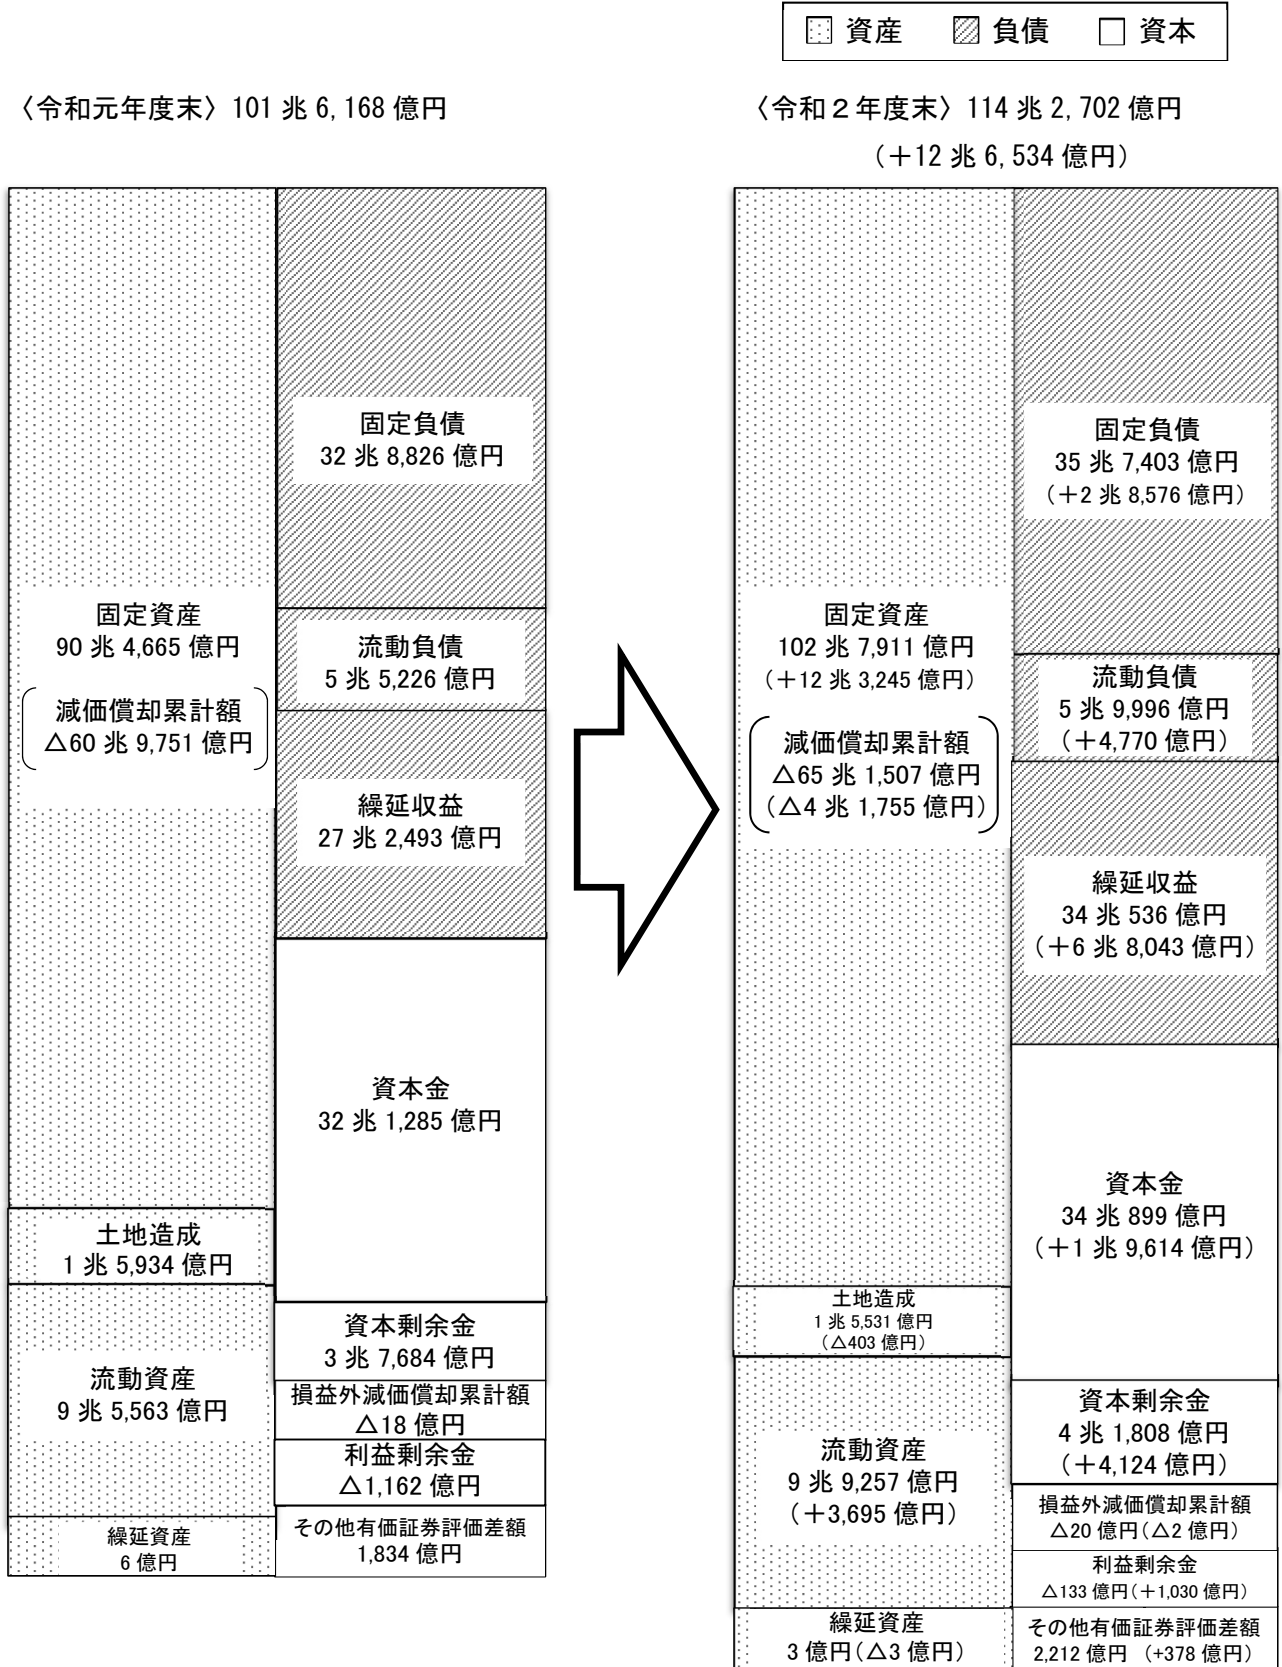 資産 負債 資本
〈令和元年度末〉101 兆 6,168 億円
固定資産
90 兆 4,665 億円
減価償却累計額
△60 兆 9,751 億円
土地造成
1 兆 5,934 億円
流動資産
9 兆 5,563 億円
繰延資産
6 億円
固定負債
32 兆 8,826 億円
流動負債
5 兆 5,226 億円
繰延収益
27 兆 2,493 億円
資本金
32 兆 1,285 億円
資本剰余金
3 兆 7,684 億円
損益外減価償却累計額
△18 億円
利益剰余金
△1,162 億円
その他有価証券評価差額
1,834 億円
〈令和２年度末〉114 兆 2,702 億円
（＋12 兆 6,534 億円）
固定資産
102 兆 7,911 億円
（＋12 兆 3,245 億円）
減価償却累計額
△65 兆 1,507 億円
（△4 兆 1,755 億円）
土地造成
1 兆 5,531 億円
（△403 億円）
流動資産
9 兆 9,257 億円
（＋3,695 億円）
繰延資産
3 億円（△3 億円）
固定負債
35 兆 7,403 億円
（＋2 兆 8,576 億円）
流動負債
5 兆 9,996 億円
（＋4,770 億円）
繰延収益
34 兆 536 億円
（＋6 兆 8,043 億円）
資本金
34 兆 899 億円
（＋1 兆 9,614 億円）
資本剰余金
4 兆 1,808 億円
（＋4,124 億円）
損益外減価償却累計額
△20 億円（△2 億円）
利益剰余金
△133 億円（＋1,030 億円）
その他有価証券評価差額
2,212 億円 （+378 億円）